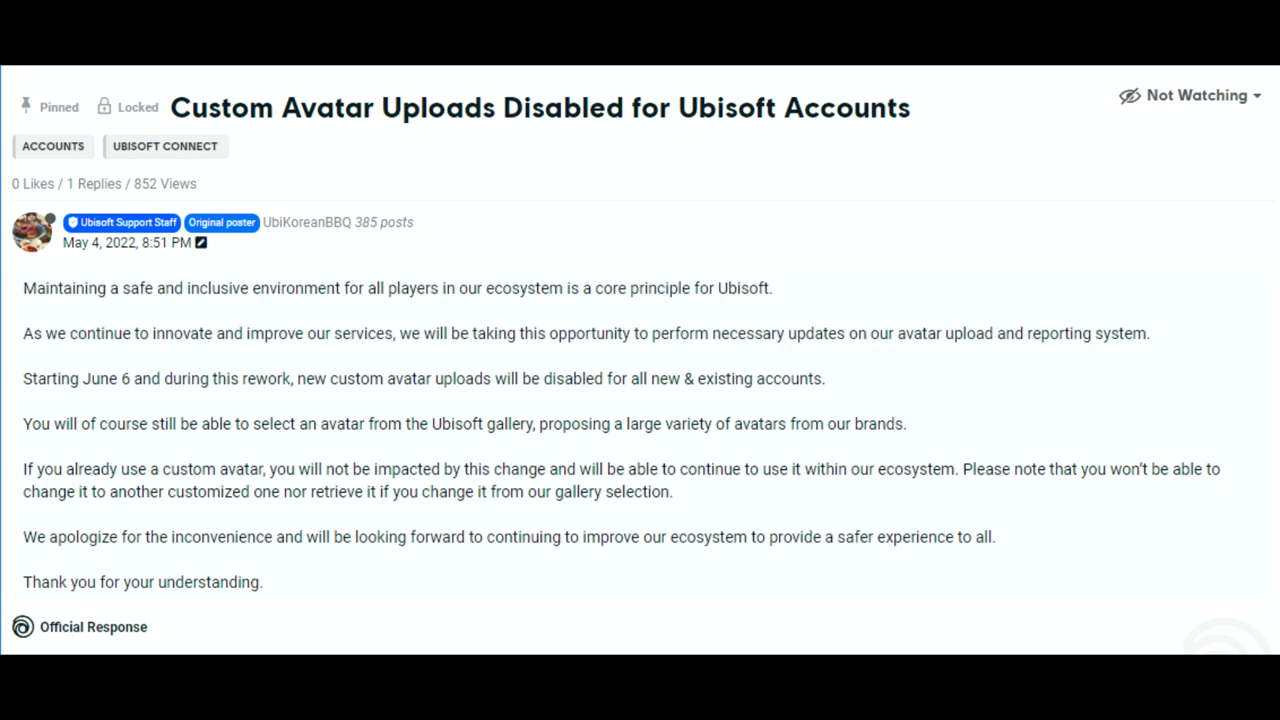 Pinned Locked Custom Avatar Uploads Disabled for Ubisoft Accounts Not Watching
ACCOUNTS UBISOFT CONNECT
0 Likes / 1 Replies / 852 Views
Ubisoft Support Staff Original poster UbiKoreanBBQ 385 posts
May 4, 2022, 8:51 PM
Maintaining a safe and inclusive environment for all players in our ecosystem is a core principle for Ubisoft.
As we continue to innovate and improve our services, we will be taking this opportunity to perform necessary updates on our avatar upload and reporting system.
Starting June 6 and during this rework, new custom avatar uploads will be disabled for all new & existing accounts.
You will of course still be able to select an avatar from the Ubisoft gallery, proposing a large variety of avatars from our brands.
If you already use a custom avatar, you will not be impacted by this change and will be able to continue to use it within our ecosystem. Please note that you won't be able to
change it to another customized one nor retrieve it if you change it from our gallery selection.
We apologize for the inconvenience and will be looking forward to continuing to improve our ecosystem to provide a safer experience to all.
Thank you for your understanding.
Official Response